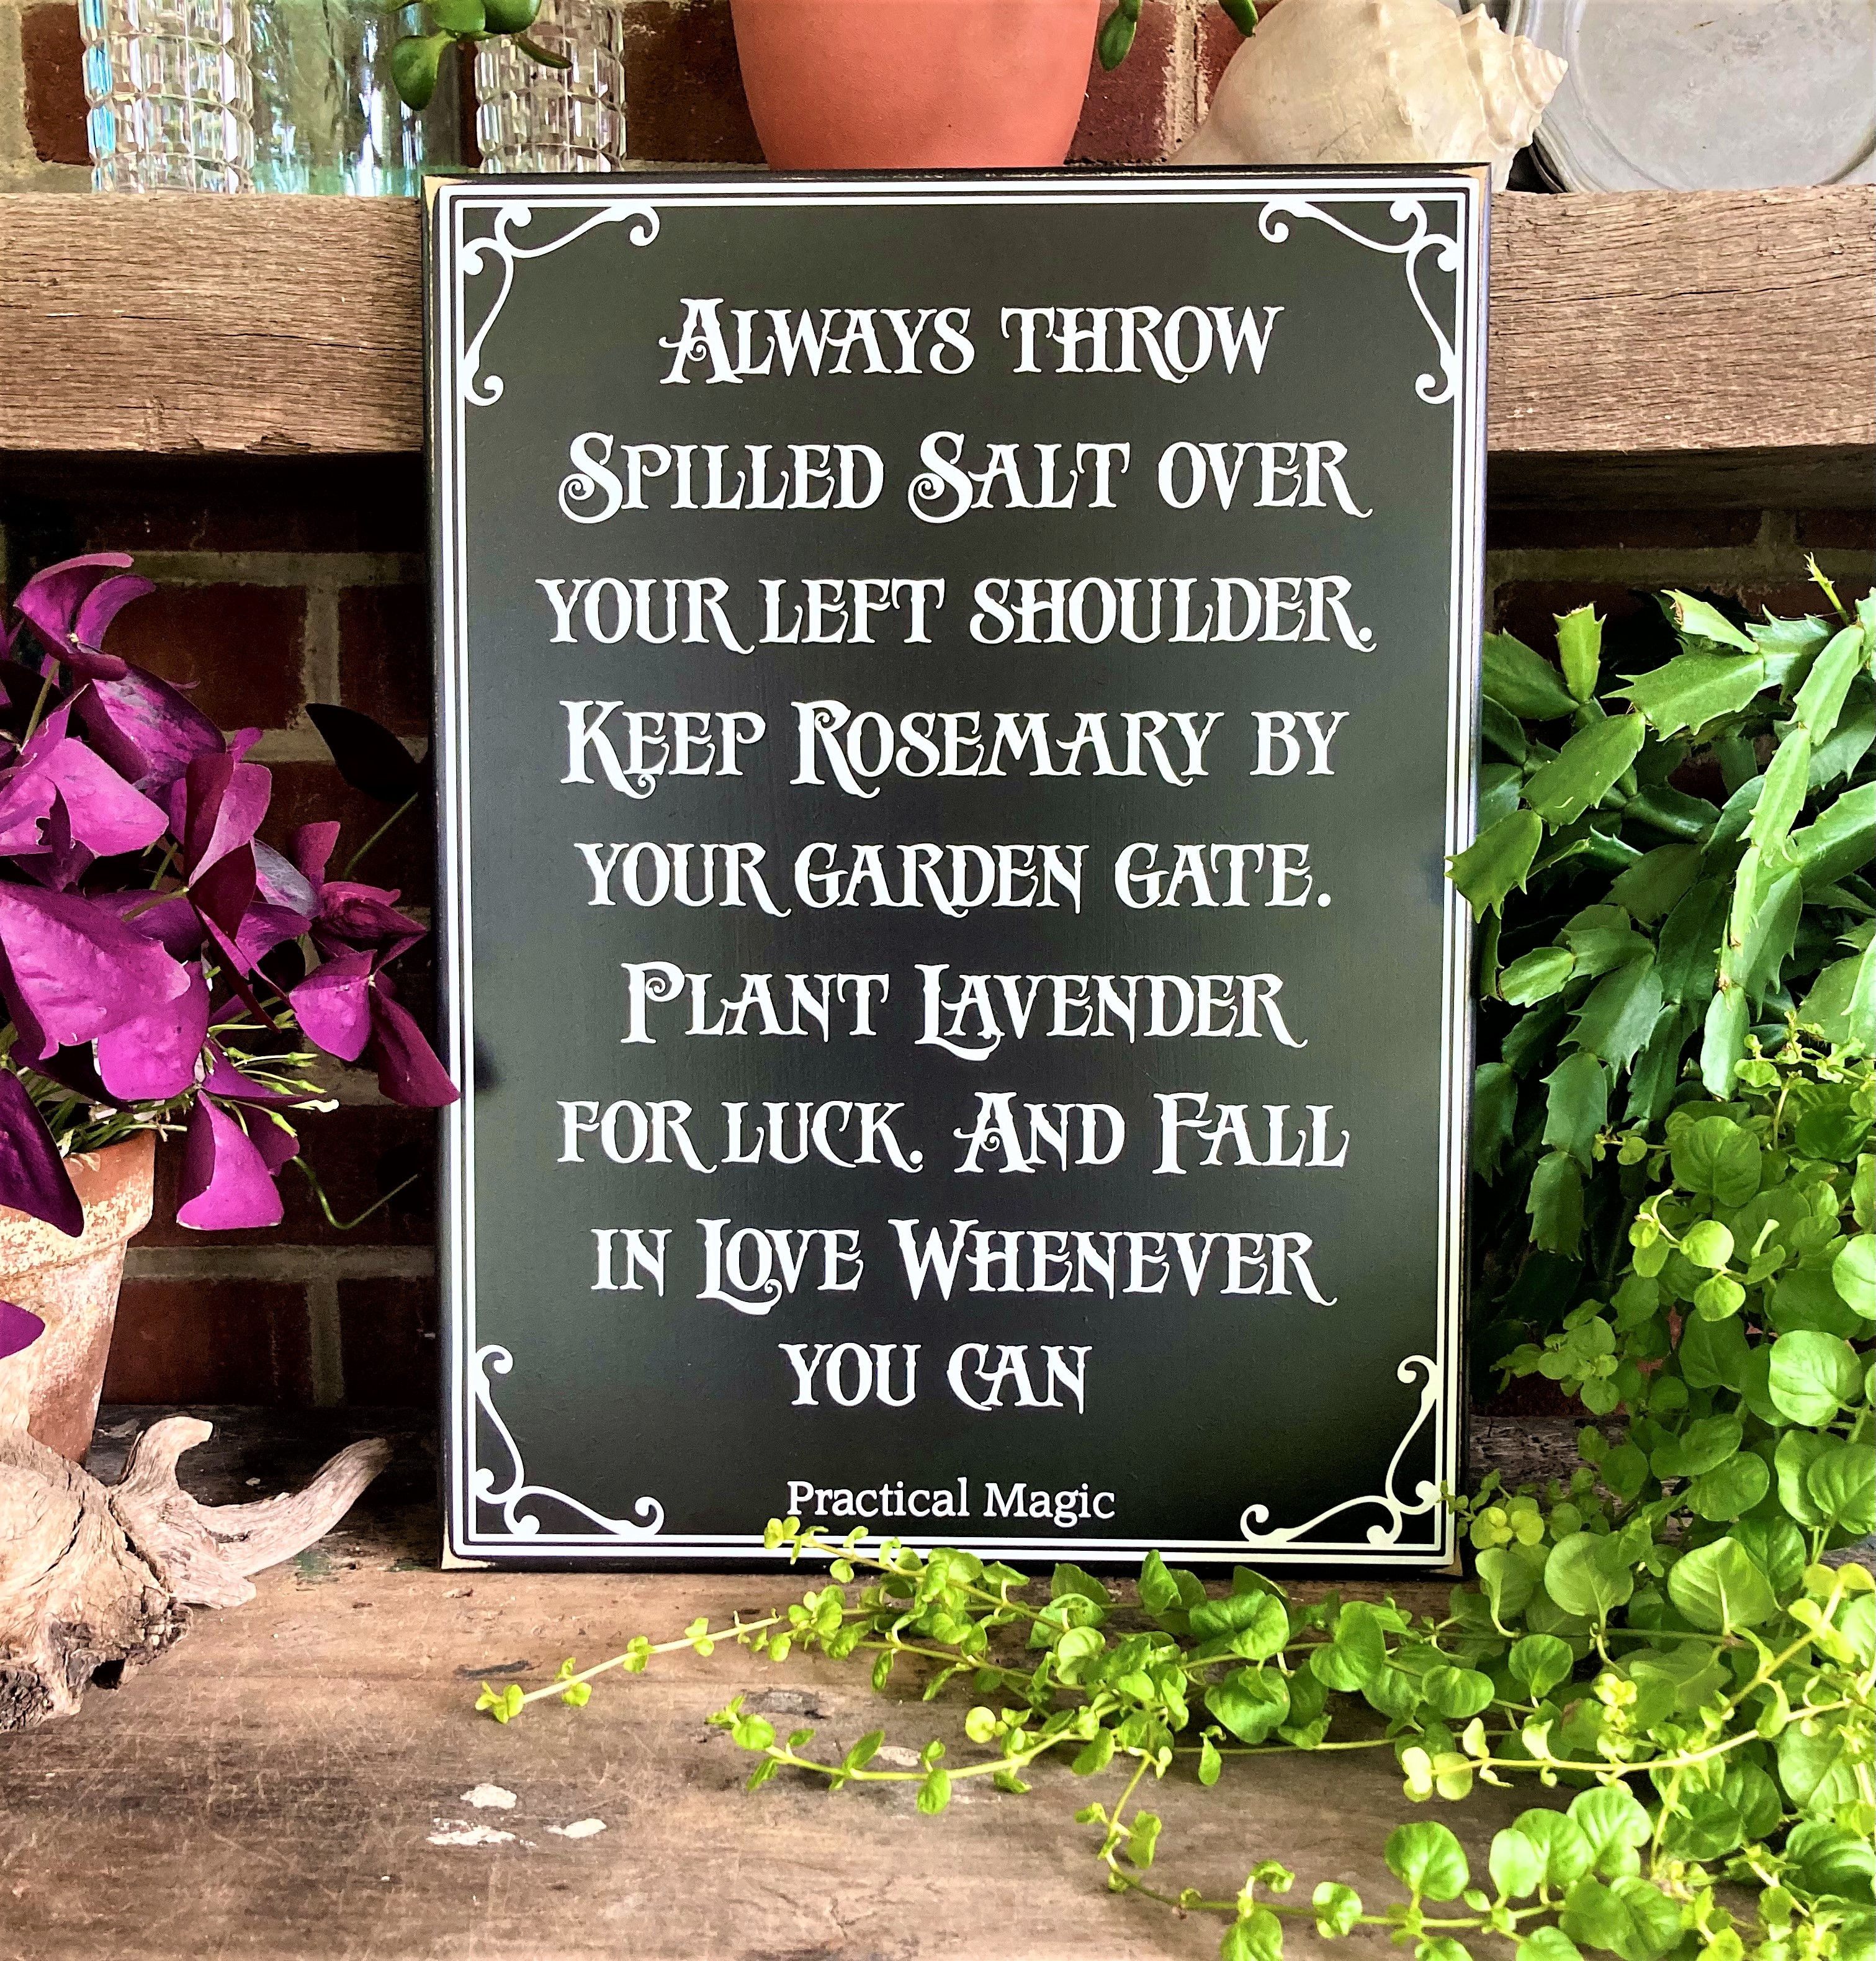 Always throw
Spilled Salt over
your left shoulder.
Keep Rosemary by
your garden gate.
Plant Lavender
for luck. And Fall
in Love Whenever
you can
Practical Magic